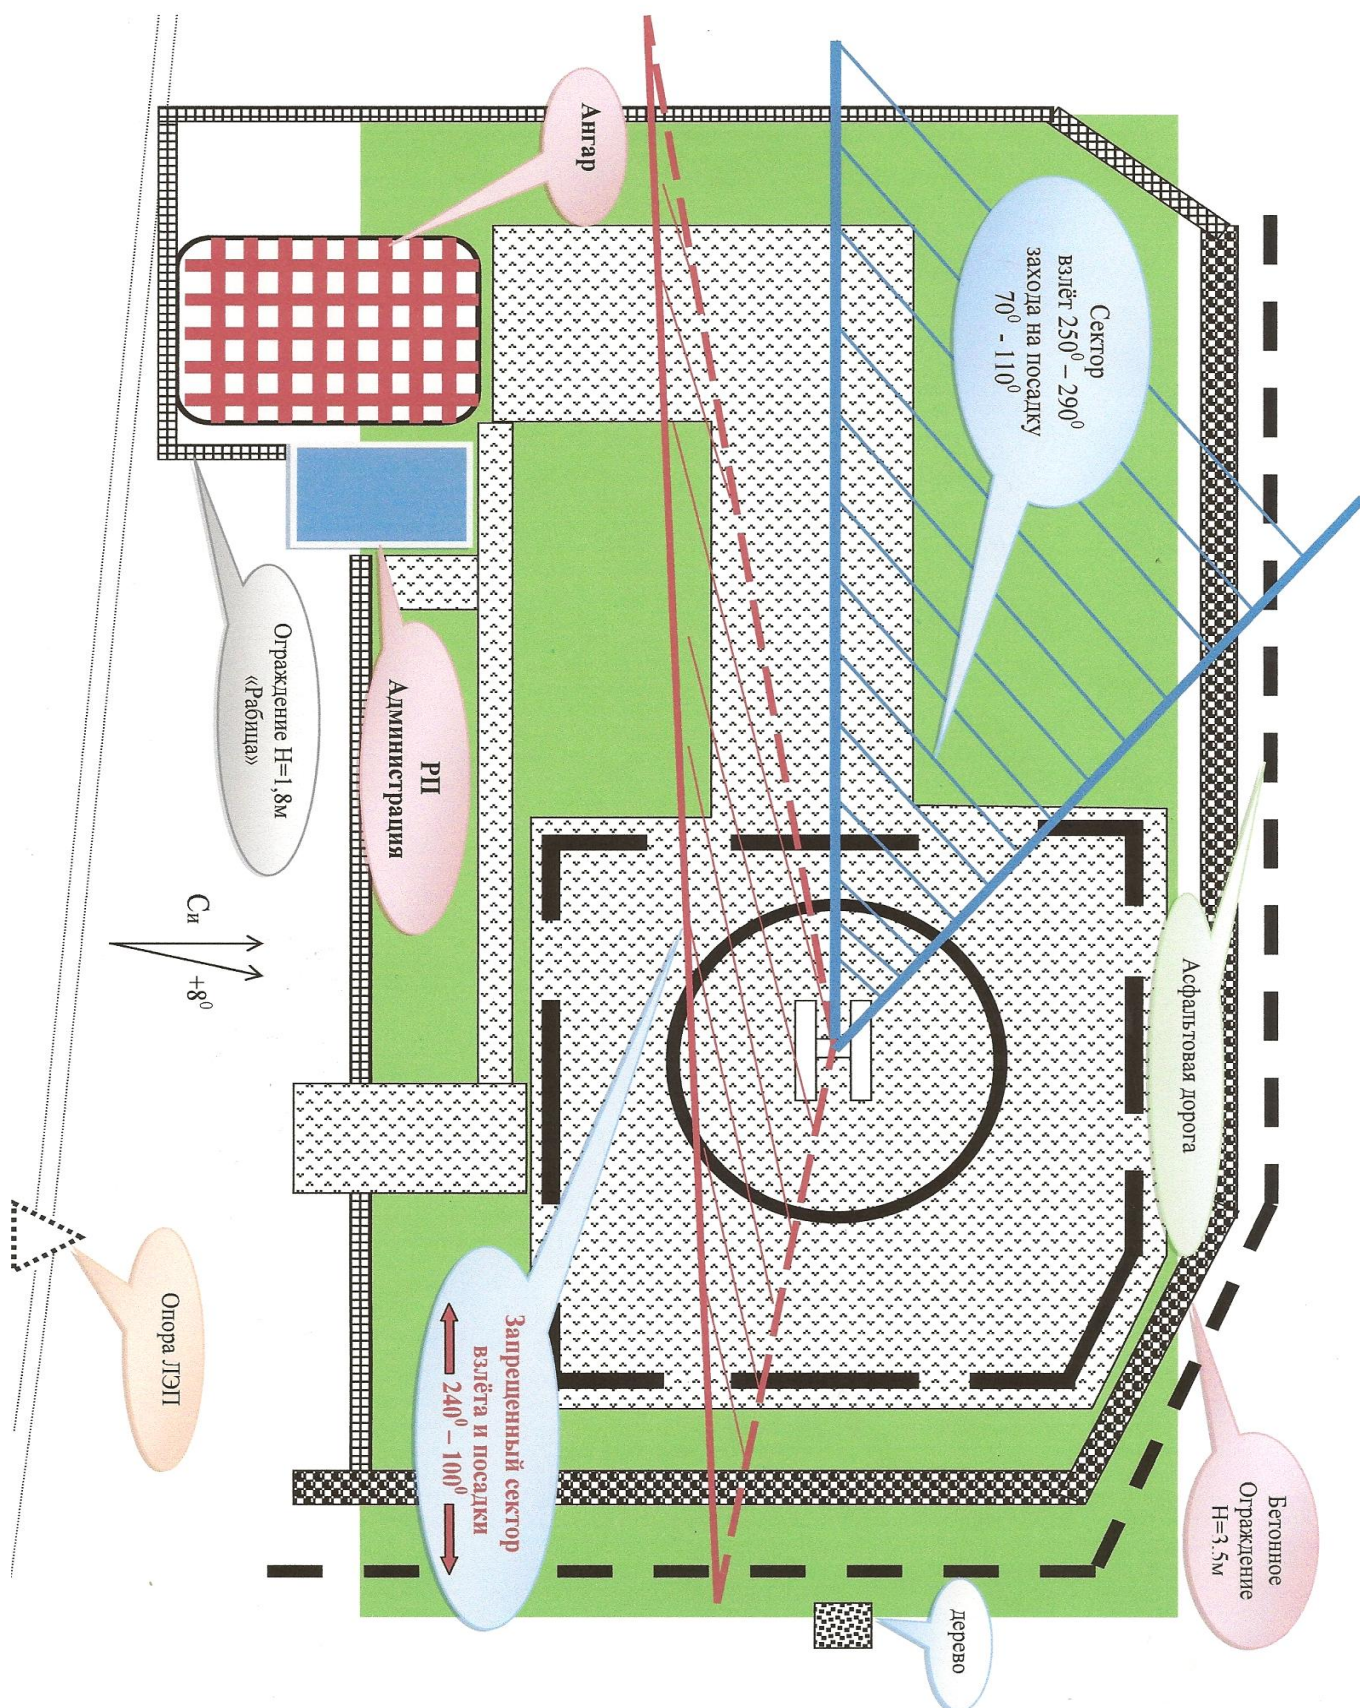 Ангар
Сектор
взлёт 250⁰ – 290⁰
захода на посадку
70⁰ - 110⁰
Ограждение Н=1,8м
«Рабица»
РП
Администрация
Си
+8⁰
Асфальтовая дорога
Опора ЛЭП
Запрещенный сектор
взлёта и посадки
240⁰ – 100⁰
Бетонное
Ограждение
Н=3.5м
дерево